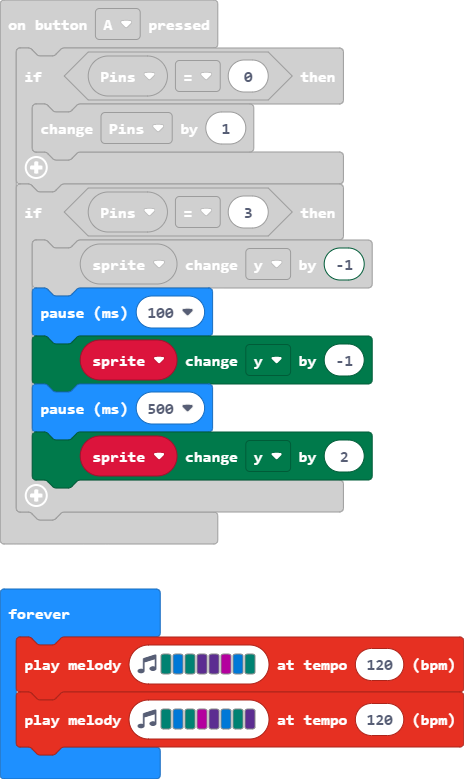 on button A pressed
if Pins = 0 then
change Pins by 1
if Pins = 3 then
sprite change y by -1
pause (ms) 100
sprite change y by -1
pause (ms) 500
sprite change y by 2
forever
play melody at tempo 120 (bpm)
play melody at tempo 120 (bpm)